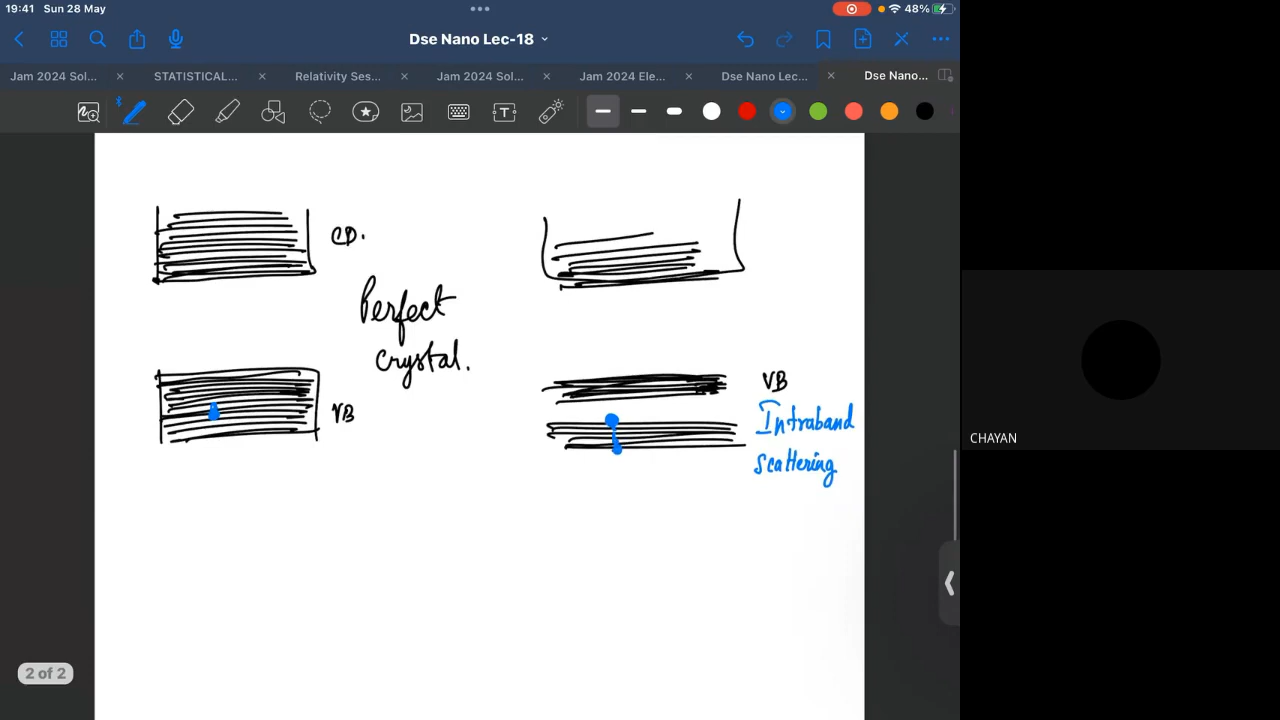 19:41 Sun 28 May
48%
Dse Nano Lec-18
Jam 2024 Sol...
STATISTICAL...
Relativity Ses...
Jam 2024 Sol...
Jam 2024 Ele...
Dse Nano Lec...
Dse Nano...
T
CD.
Perfect
crystal.
VB
VB
Intraband
scattering
CHAYAN
2 of 2